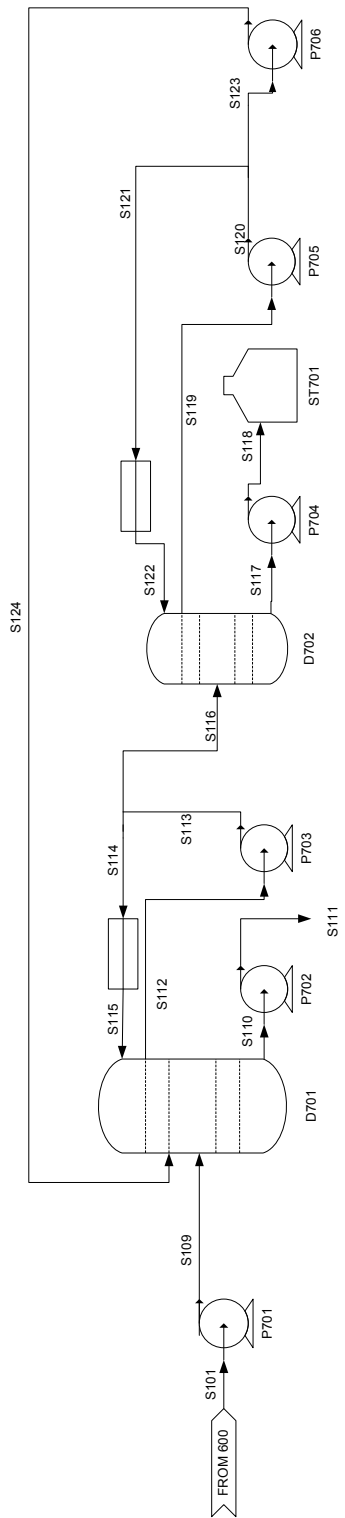 FROM 600
S101
P701
S109
D701
S110
P702
S111
S112
P703
S113
S114
S115
S116
D702
S117
P704
S118
ST701
S119
P705
S120
S121
S122
S123
P706
S124